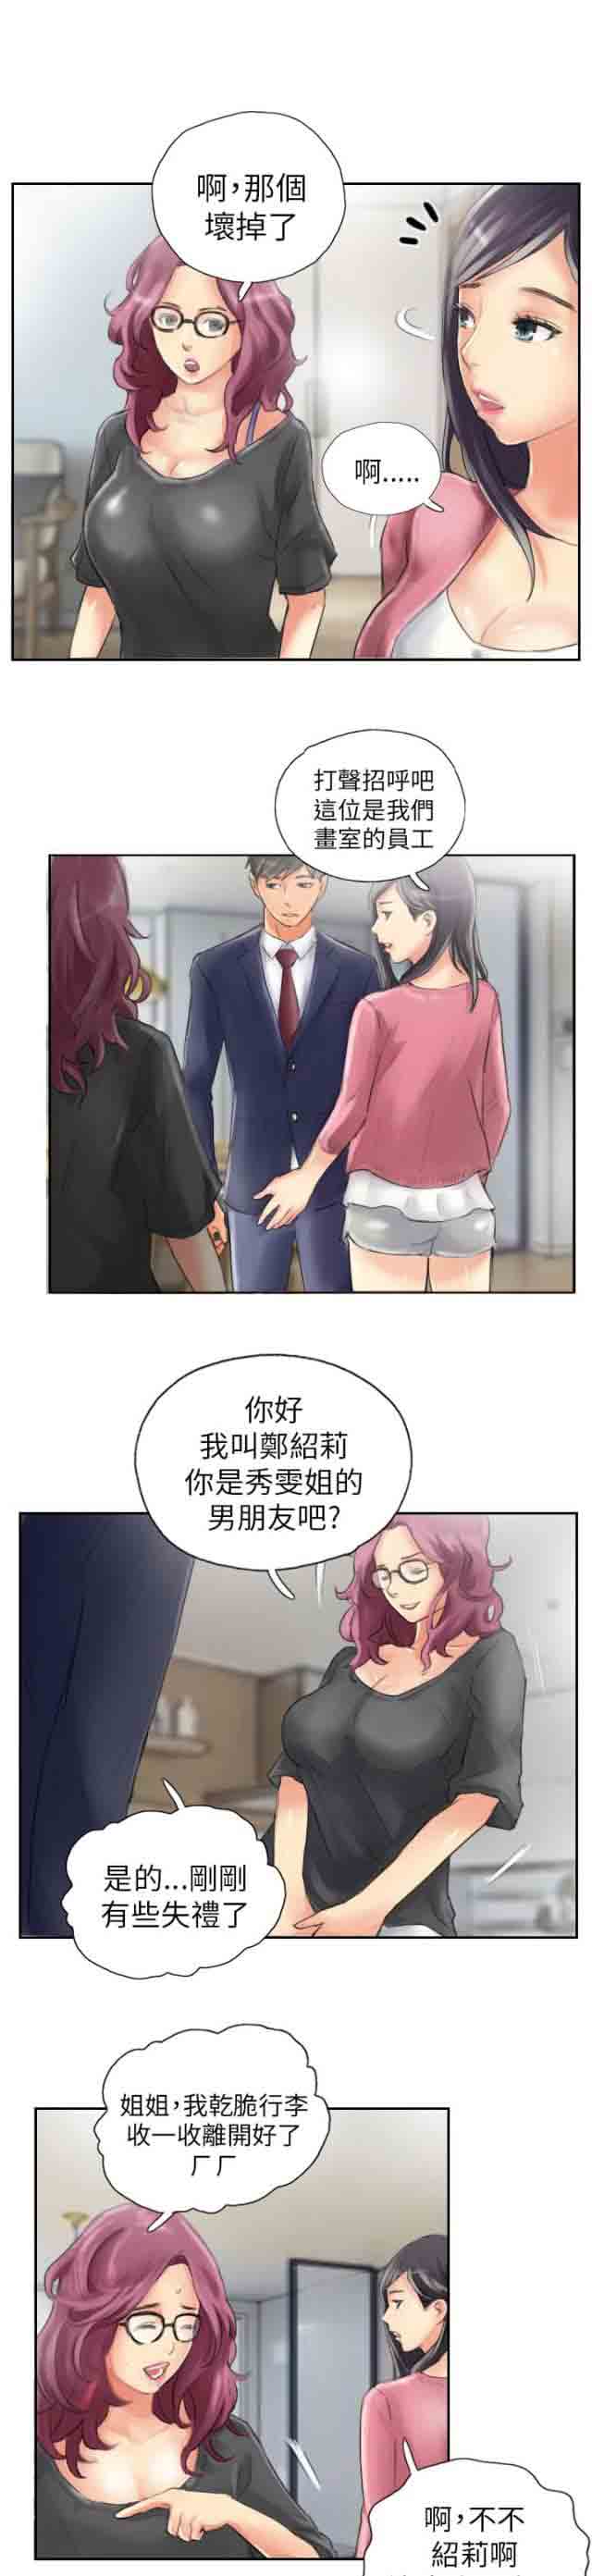 啊，那個
壞掉了
啊.....
打聲招呼吧
這位是我們
畫室的員工
你好
我叫鄭紹莉
你是秀雯姐的
男朋友吧?
是的...剛剛
有些失禮了
姐姐，我乾脆行李
收一收離開好了
ㄏㄏ
啊，不不
紹莉啊